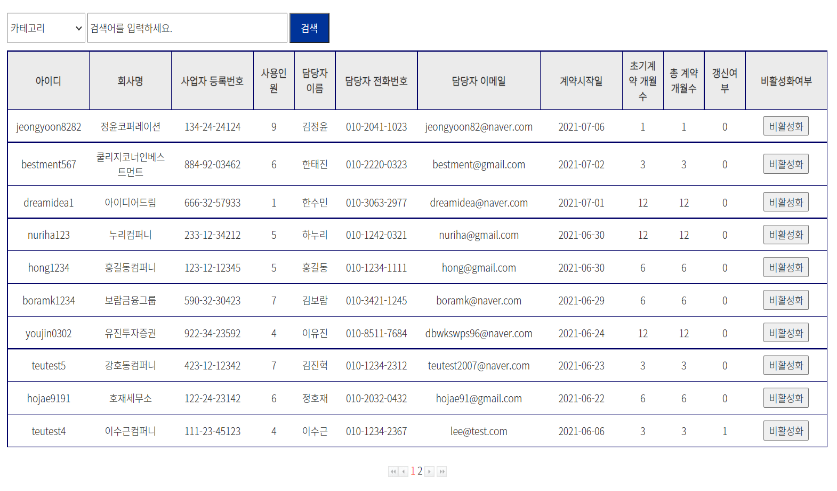 카테고리 검색어를 입력하세요. 검색
아이디 회사명 사업자 등록번호 사용인원 담당자 이름 담당자 전화번호 담당자 이메일 계약시작일 초기계약 개월수 총 계약 개월수 갱신여부 비활성화여부
jeongyoon8282 정윤코퍼레이션 134-24-24124 9 김정윤 010-2041-1023 jeongyoon82@naver.com 2021-07-06 1 1 0 비활성화
bestment567 쿨리지코너인베스트먼트 884-92-03462 6 한태진 010-2220-0323 bestment@gmail.com 2021-07-02 3 3 0 비활성화
dreamidea1 아이디어드림 666-32-57933 1 한수민 010-3063-2977 dreamidea@naver.com 2021-07-01 12 12 0 비활성화
nuriha123 누리컴퍼니 233-12-34212 5 하누리 010-1242-0321 nuriha@gmail.com 2021-06-30 12 12 0 비활성화
hong1234 홍길동컴퍼니 123-12-12345 5 홍길동 010-1234-1111 hong@gmail.com 2021-06-30 6 6 0 비활성화
boramk1234 보람금융그룹 590-32-30423 7 김보람 010-3421-1245 boramk@naver.com 2021-06-29 6 6 0 비활성화
youjin0302 유진투자증권 922-34-23592 4 이유진 010-8511-7684 dbwkswps96@naver.com 2021-06-24 12 12 0 비활성화
teutest5 강호동컴퍼니 423-12-12342 7 김진혁 010-1234-2312 teutest2007@naver.com 2021-06-23 3 3 0 비활성화
hojae9191 호재세무소 122-24-23142 6 정호재 010-2032-0432 hojae91@gmail.com 2021-06-22 6 6 0 비활성화
teutest4 이수근컴퍼니 111-23-45123 4 이수근 010-1234-2367 lee@test.com 2021-06-06 3 3 1 비활성화
1 2